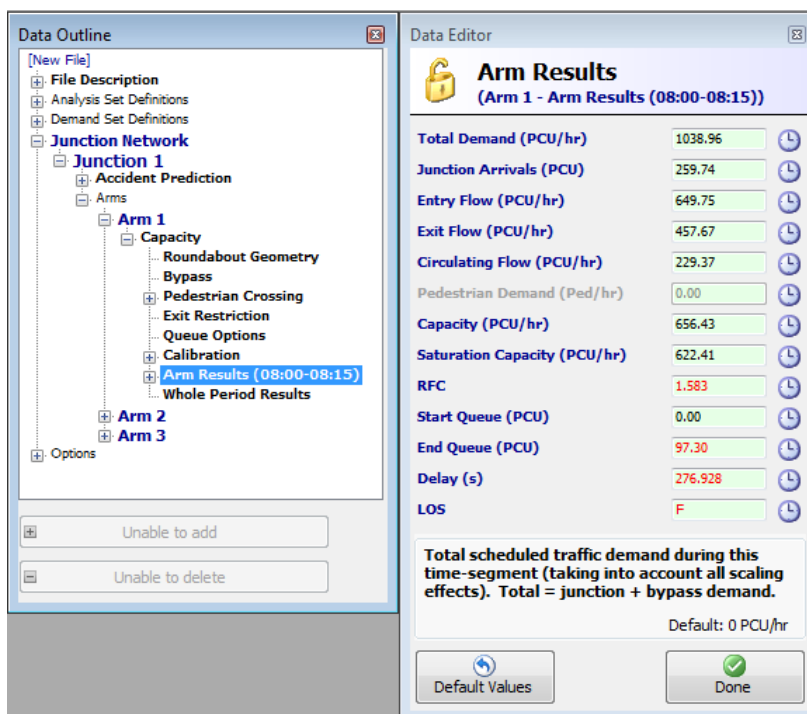 Data Outline
[New File]
File Description
Analysis Set Definitions
Demand Set Definitions
Junction Network
Junction 1
Accident Prediction
Arms
Arm 1
Capacity
Roundabout Geometry
Bypass
Pedestrian Crossing
Exit Restriction
Queue Options
Calibration
Arm Results (08:00-08:15)
Whole Period Results
Arm 2
Arm 3
Options
Unable to add
Unable to delete
Data Editor
Arm Results
(Arm 1 - Arm Results (08:00-08:15))
Total Demand (PCU/hr) 1038.96
Junction Arrivals (PCU) 259.74
Entry Flow (PCU/hr) 649.75
Exit Flow (PCU/hr) 457.67
Circulating Flow (PCU/hr) 229.37
Pedestrian Demand (Ped/hr) 0.00
Capacity (PCU/hr) 656.43
Saturation Capacity (PCU/hr) 622.41
RFC 1.583
Start Queue (PCU) 0.00
End Queue (PCU) 97.30
Delay (s) 276.928
LOS F
Total scheduled traffic demand during this
time-segment (taking into account all scaling
effects). Total = junction + bypass demand.
Default: 0 PCU/hr
Default Values
Done